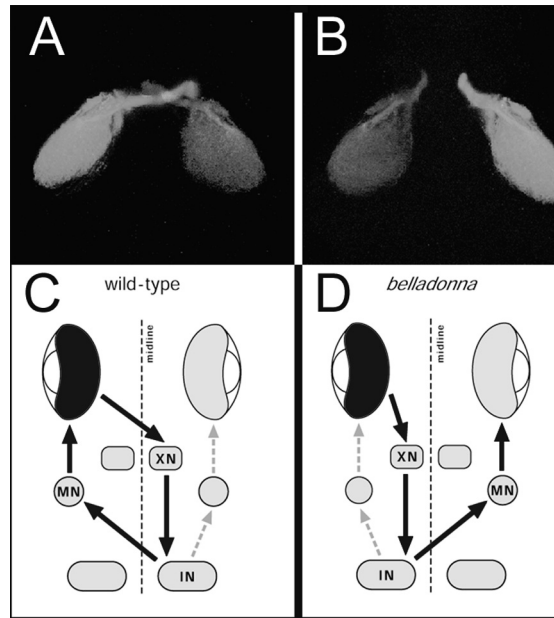 A
B
C
wild-type
midline
XN
MN
IN
D
belladonna
midline
XN
MN
IN